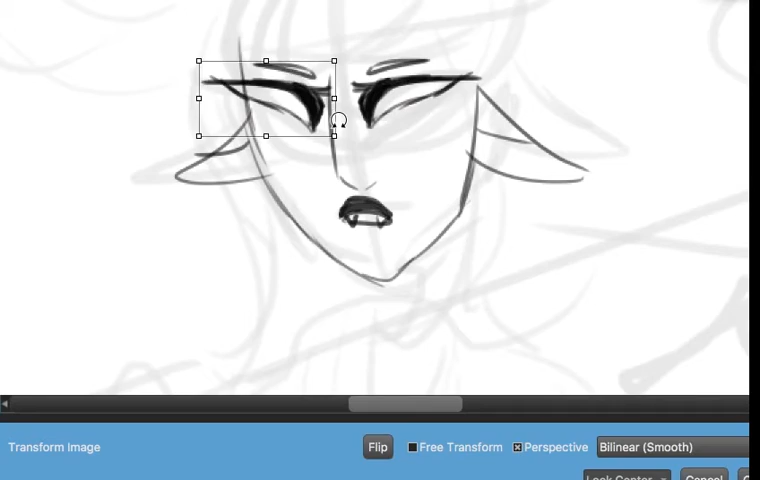 Transform Image
Flip
Free Transform
Perspective
Bilinear (Smooth)
Lock Center
Cancel